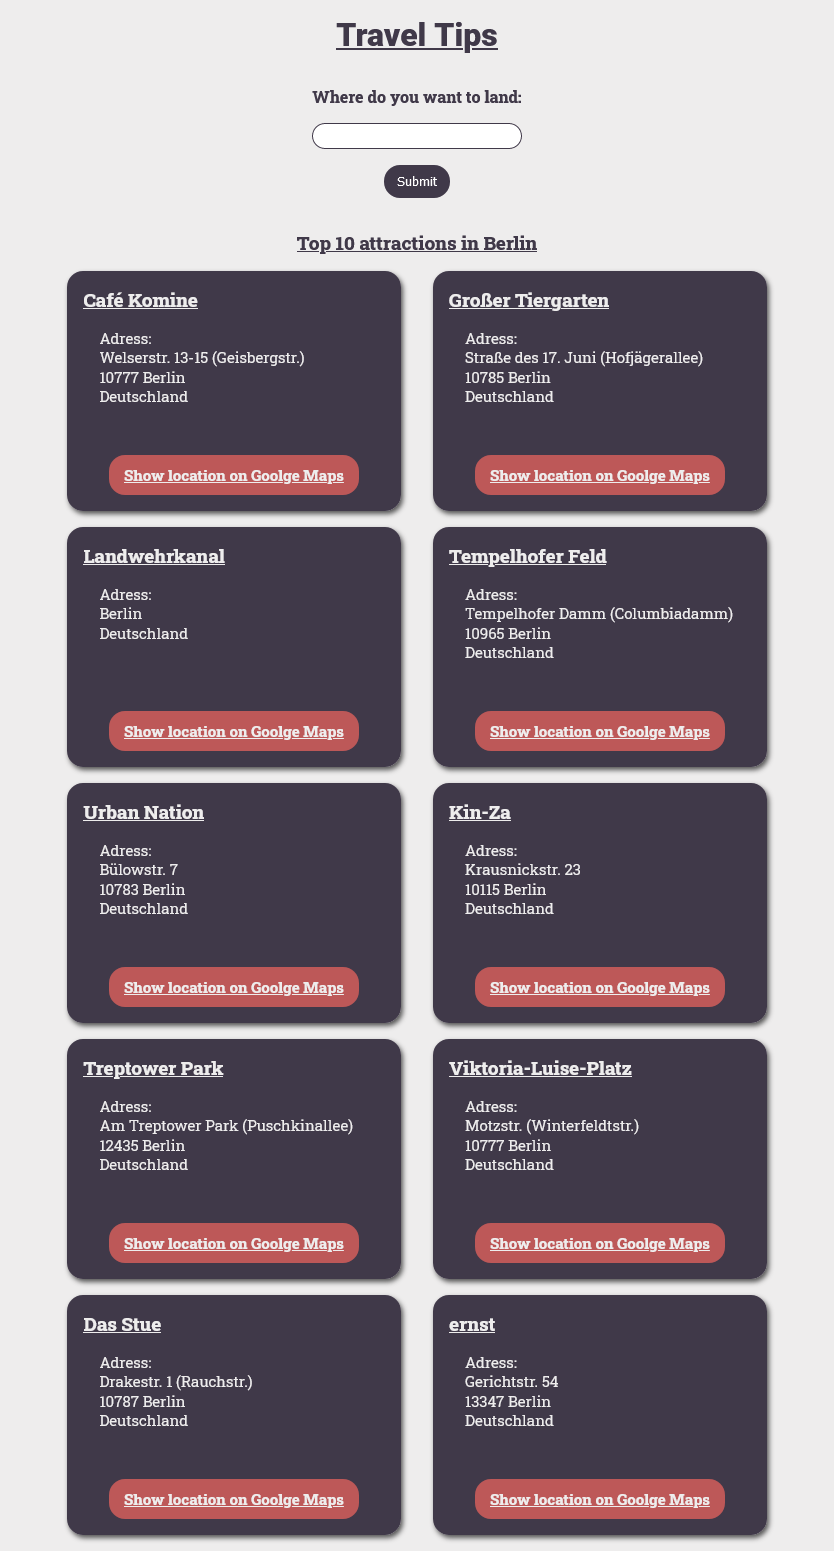 Travel Tips
Where do you want to land:
Submit
Top 10 attractions in Berlin
Café Komine
Adress:
Welserstr. 13-15 (Geisbergstr.)
10777 Berlin
Deutschland
Show location on Goolge Maps
Großer Tiergarten
Adress:
Straße des 17. Juni (Hofjägerallee)
10785 Berlin
Deutschland
Show location on Goolge Maps
Landwehrkanal
Adress:
Berlin
Deutschland
Show location on Goolge Maps
Tempelhofer Feld
Adress:
Tempelhofer Damm (Columbiadamm)
10965 Berlin
Deutschland
Show location on Goolge Maps
Urban Nation
Adress:
Bülowstr. 7
10783 Berlin
Deutschland
Show location on Goolge Maps
Kin-Za
Adress:
Krausnickstr. 23
10115 Berlin
Deutschland
Show location on Goolge Maps
Treptower Park
Adress:
Am Treptower Park (Puschkinallee)
12435 Berlin
Deutschland
Show location on Goolge Maps
Viktoria-Luise-Platz
Adress:
Motzstr. (Winterfeldtstr.)
10777 Berlin
Deutschland
Show location on Goolge Maps
Das Stue
Adress:
Drakestr. 1 (Rauchstr.)
10787 Berlin
Deutschland
Show location on Goolge Maps
ernst
Adress:
Gerichtstr. 54
13347 Berlin
Deutschland
Show location on Goolge Maps